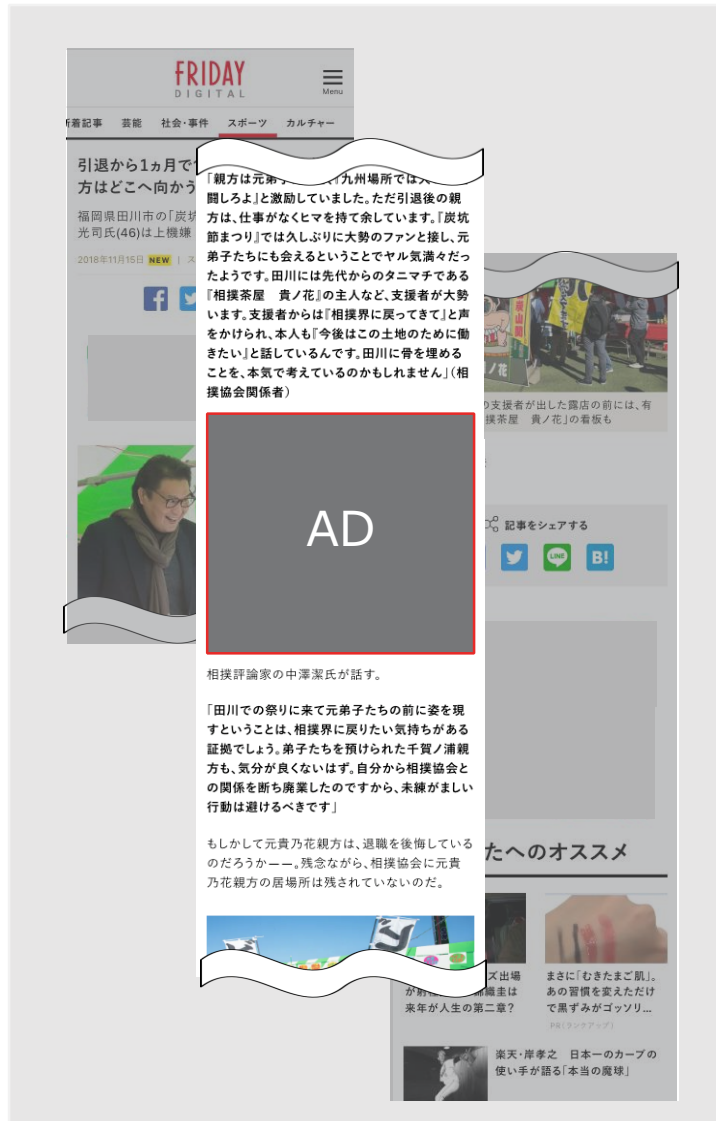 FRIDAY
DIGITAL
Menu
着記事 芸能 社会・事件 スポーツ カルチャー
引退から1ヵ月で
方はどこへ向かう
福岡県田川市の「炭坑
光司氏(46)は上機嫌
2018年11月15日 NEW | ス
「親方は元弟子
『九州場所では大
闘しろよ』と激励していました。ただ引退後の親
方は、仕事がなくヒマを持て余しています。『炭坑
節まつり』では久しぶりに大勢のファンと接し、元
弟子たちにも会えるということでヤル気満々だっ
たようです。田川には先代からのタニマチである
『相撲茶屋　貴ノ花』の主人など、支援者が大勢
います。支援者からは『相撲界に戻ってきて』と声
をかけられ、本人も『今後はこの土地のために働
きたい』と話しているんです。田川に骨を埋める
ことを、本気で考えているのかもしれません」(相
撲協会関係者)
AD
相撲評論家の中澤潔氏が話す。
「田川での祭りに来て元弟子たちの前に姿を現
すということは、相撲界に戻りたい気持ちがある
証拠でしょう。弟子たちを預けられた千賀ノ浦親
方も、気分が良くないはず。自分から相撲協会と
の関係を断ち廃業したのですから、未練がましい
行動は避けるべきです」
もしかして元貴乃花親方は、退職を後悔している
のだろうかーー。残念ながら、相撲協会に元貴
乃花親方の居場所は残されていないのだ。
の支援者が出した露店の前には、有
撲茶屋　貴ノ花」の看板も
記事をシェアする
LINE
B!
たへのオススメ
ズ出場
織圭は
来年が人生の第二章?
まさに「むきたまご肌」。
あの習慣を変えただけ
で黒ずみがゴッソリ…
PR(ランクアップ)
楽天・岸孝之　日本一のカーブの
使い手が語る「本当の魔球」